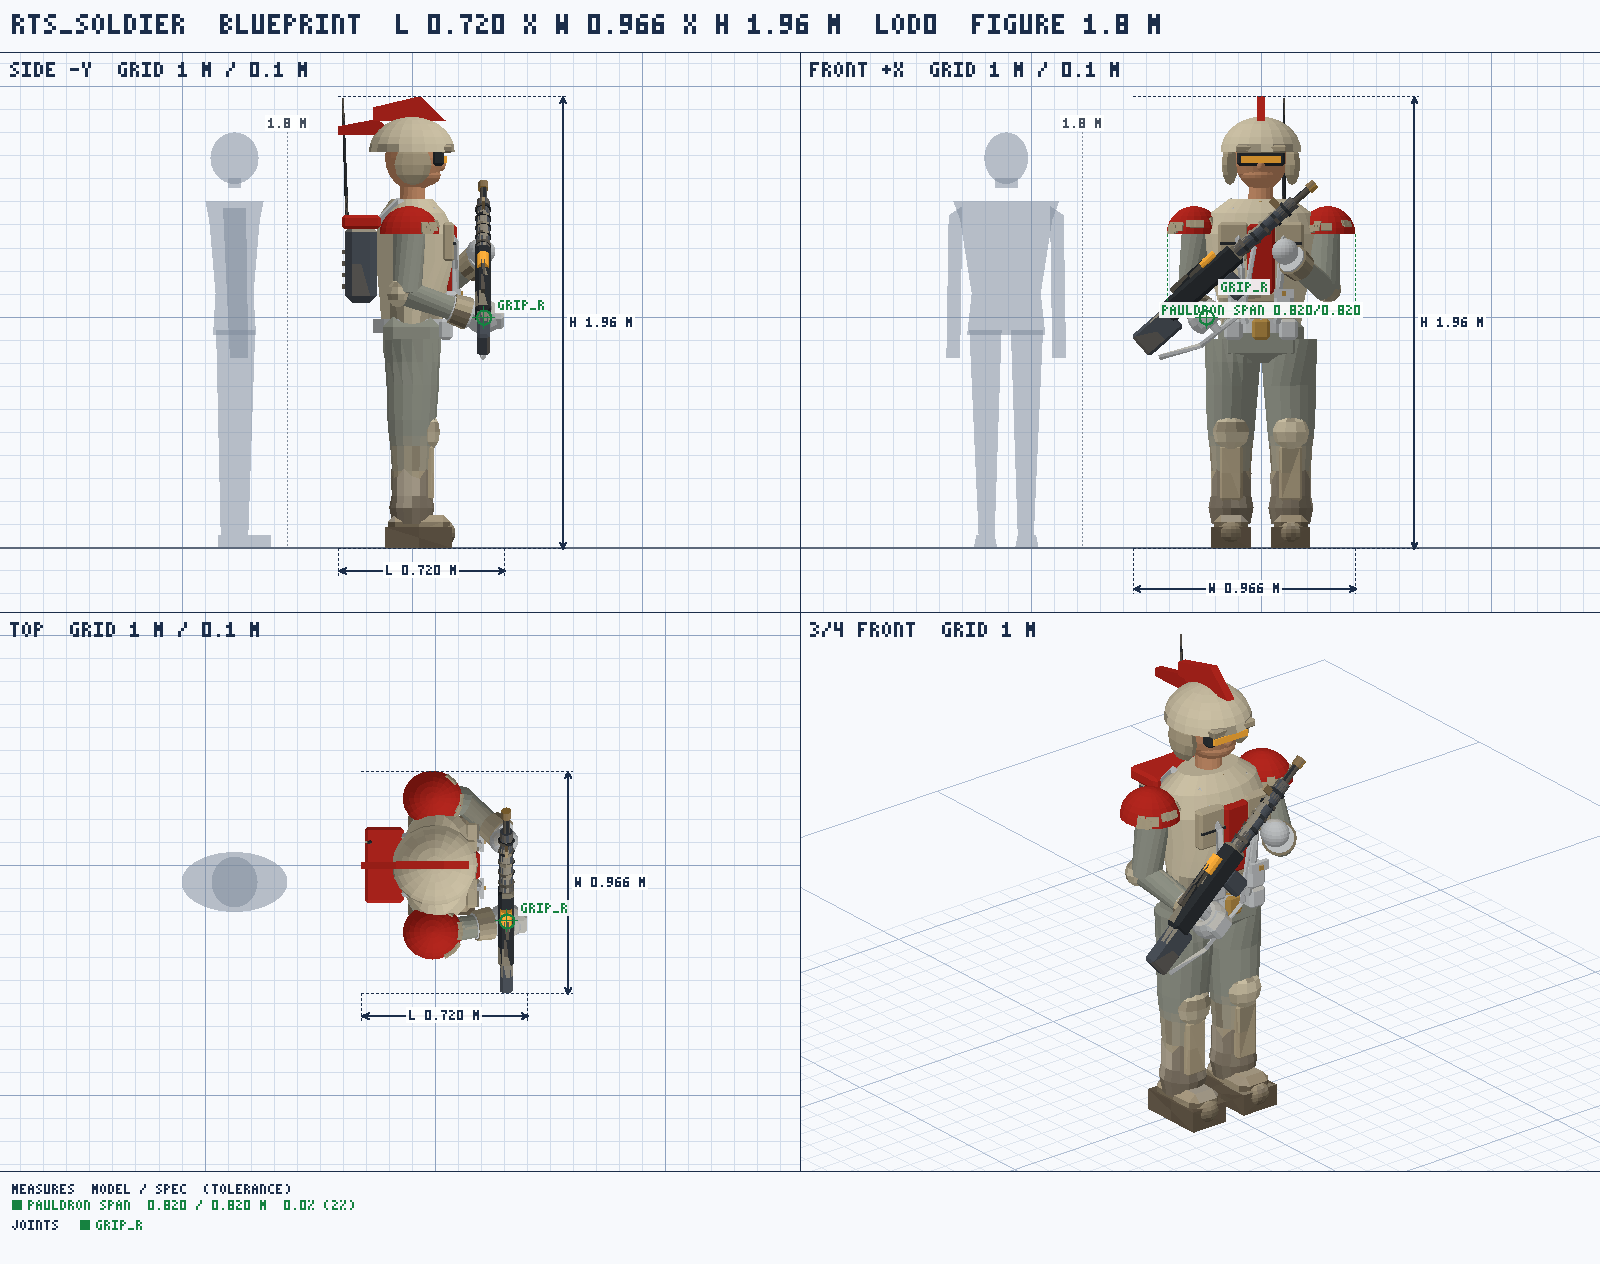 RTS_SOLDIER  BLUEPRINT  L 0.720 X W 0.966 X H 1.96 M  LOD0  FIGURE 1.8 M
SIDE -Y  GRID 1 M / 0.1 M
1.8 M
GRIP_R
H 1.96 M
L 0.720 M
FRONT +X  GRID 1 M / 0.1 M
1.8 M
GRIP_R
PAULDRON SPAN 0.820/0.820
H 1.96 M
W 0.966 M
TOP  GRID 1 M / 0.1 M
W 0.966 M
GRIP_R
L 0.720 M
3/4 FRONT  GRID 1 M
MEASURES  MODEL / SPEC  (TOLERANCE)
PAULDRON SPAN  0.820 / 0.820 M  0.0% (2%)
JOINTS  GRIP_R